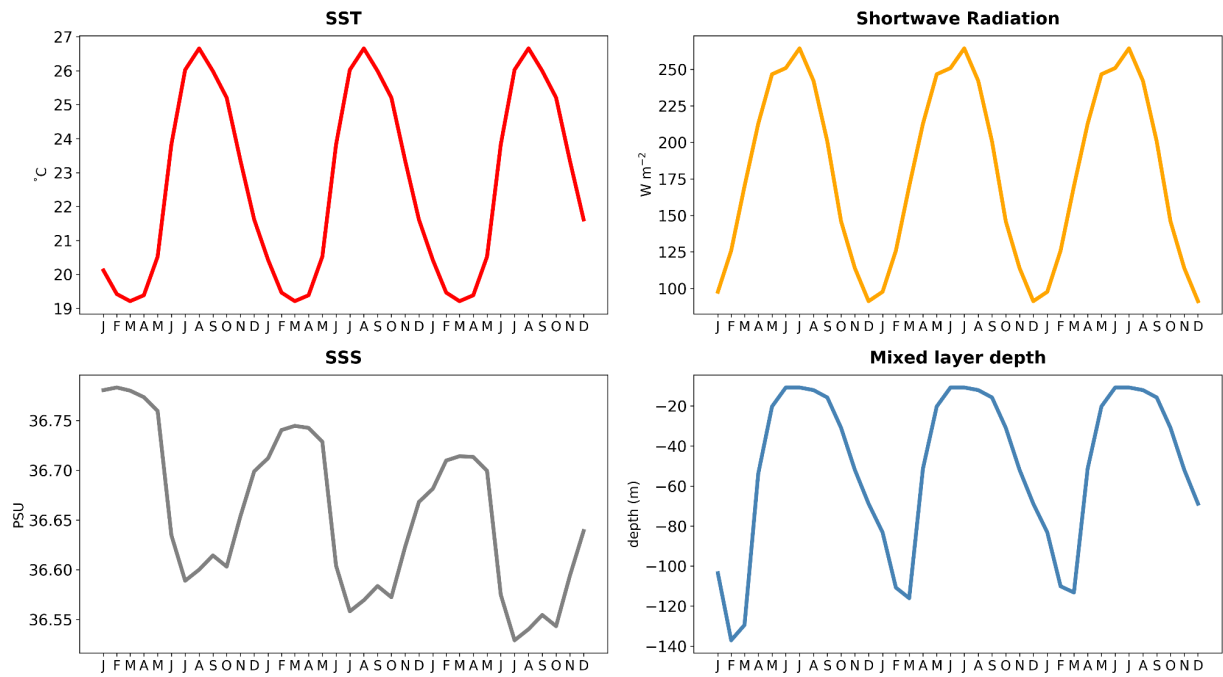 SST
27
26
25
24
23
22
21
20
19
˚C
J F M A M J J A S O N D J F M A M J J A S O N D J F M A M J J A S O N D
Shortwave Radiation
250
225
200
175
150
125
100
W m⁻²
J F M A M J J A S O N D J F M A M J J A S O N D J F M A M J J A S O N D
SSS
36.75
36.70
36.65
36.60
36.55
PSU
J F M A M J J A S O N D J F M A M J J A S O N D J F M A M J J A S O N D
Mixed layer depth
−20
−40
−60
−80
−100
−120
−140
depth (m)
J F M A M J J A S O N D J F M A M J J A S O N D J F M A M J J A S O N D